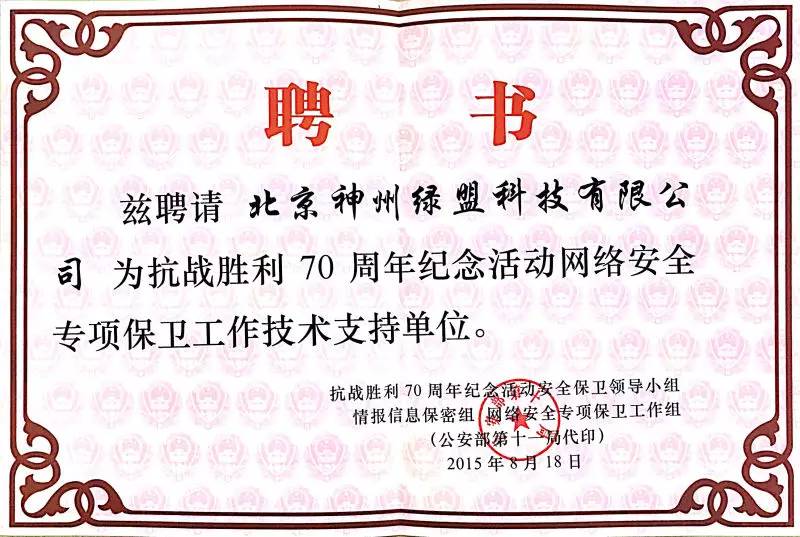 聘 书
兹聘请 北京神州绿盟科技有限公
司 为抗战胜利 70 周年纪念活动网络安全
专项保卫工作技术支持单位。
抗战胜利 70 周年纪念活动安全保卫领导小组
情报信息保密组 网络安全专项保卫工作组
（公安部第十一局代印）
2015 年 8 月 18 日